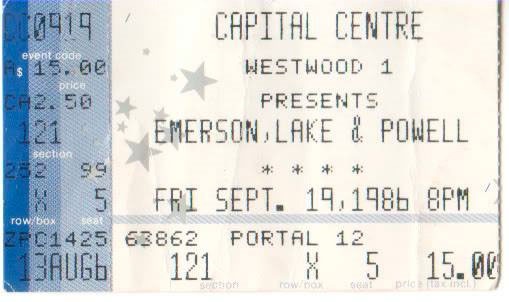 CC0919 CAPITAL CENTRE
event code
A $ 15.00 WESTWOOD 1
price
CA2.50 PRESENTS
121 EMERSON, LAKE & POWELL
section
252 99 * * * *
X 5 FRI SEPT. 19, 1986 8PM
row/box seat
ZPC1425 63862 PORTAL 12
13AUG6 121 X 5 15.00
section row/box seat price (tax incl.)